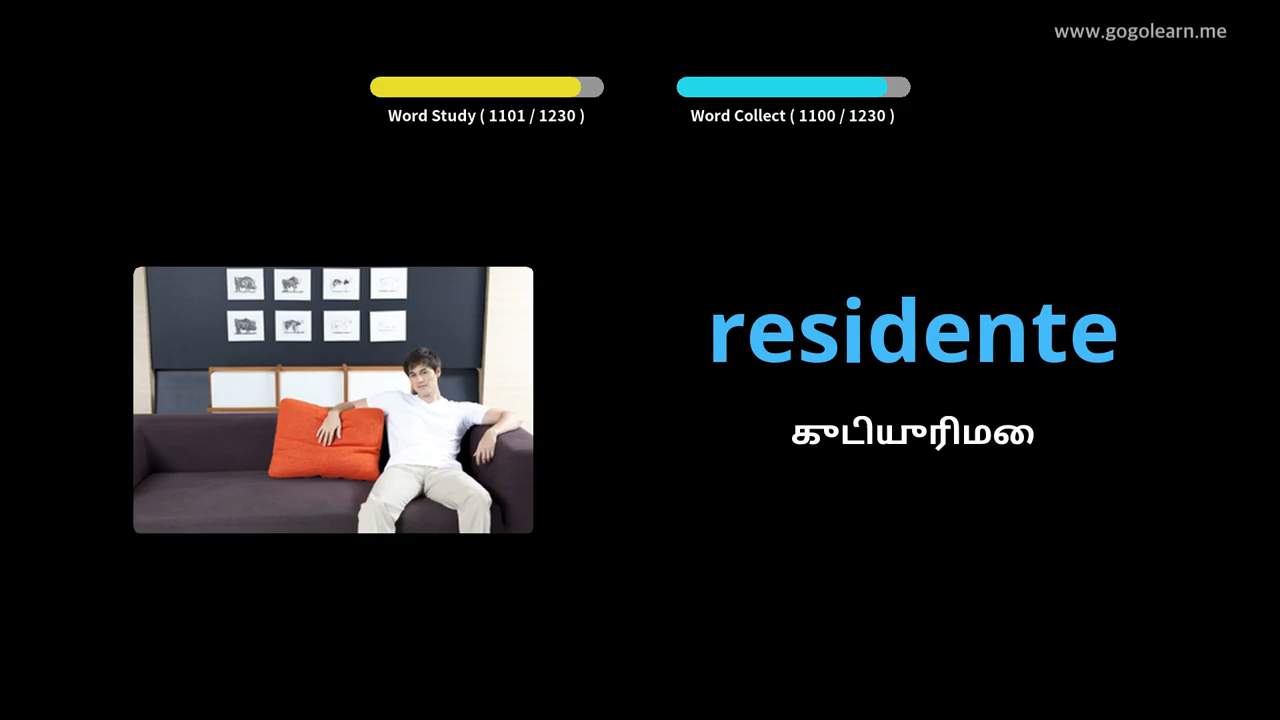 www.gogolearn.me
Word Study ( 1101 / 1230 )
Word Collect ( 1100 / 1230 )
residente
குடியுரிமை